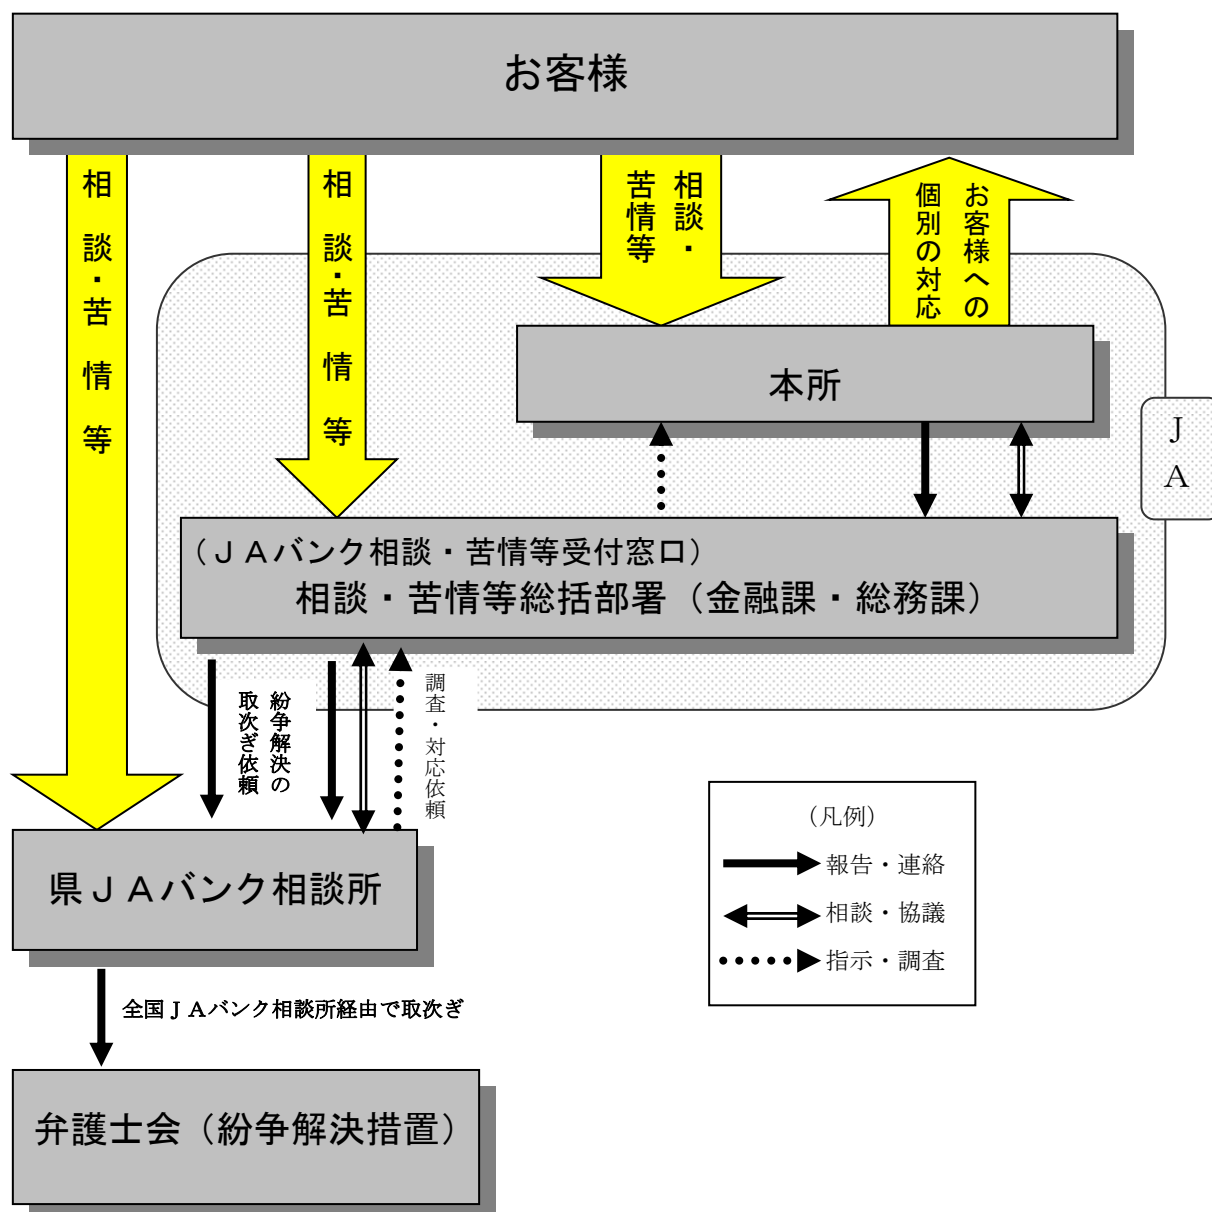 お客様
相談・苦情等
相談・苦情等
相談・
苦情等
お客様への
個別の対応
本所
ＪＡ
（ＪＡバンク相談・苦情等受付窓口）
相談・苦情等総括部署（金融課・総務課）
紛争解決の
取次ぎ依頼
調査・対応依頼
県ＪＡバンク相談所
（凡例）
報告・連絡
相談・協議
指示・調査
全国ＪＡバンク相談所経由で取次ぎ
弁護士会（紛争解決措置）